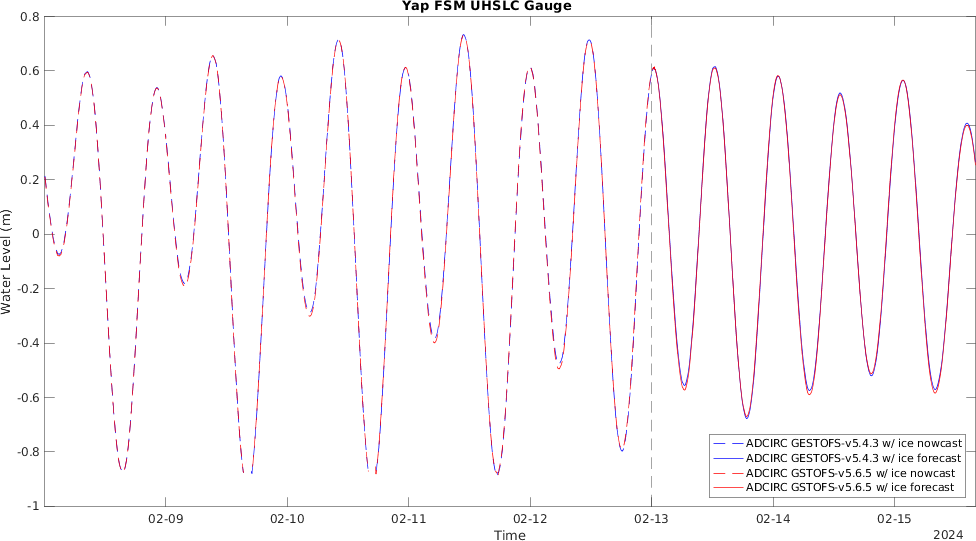 Yap FSM UHSLC Gauge
0.8
0.6
0.4
0.2
0
-0.2
-0.4
-0.6
-0.8
-1
Water Level (m)
02-09
02-10
02-11
02-12
02-13
02-14
02-15
Time
2024
ADCIRC GESTOFS-v5.4.3 w/ ice nowcast
ADCIRC GESTOFS-v5.4.3 w/ ice forecast
ADCIRC GSTOFS-v5.6.5 w/ ice nowcast
ADCIRC GSTOFS-v5.6.5 w/ ice forecast